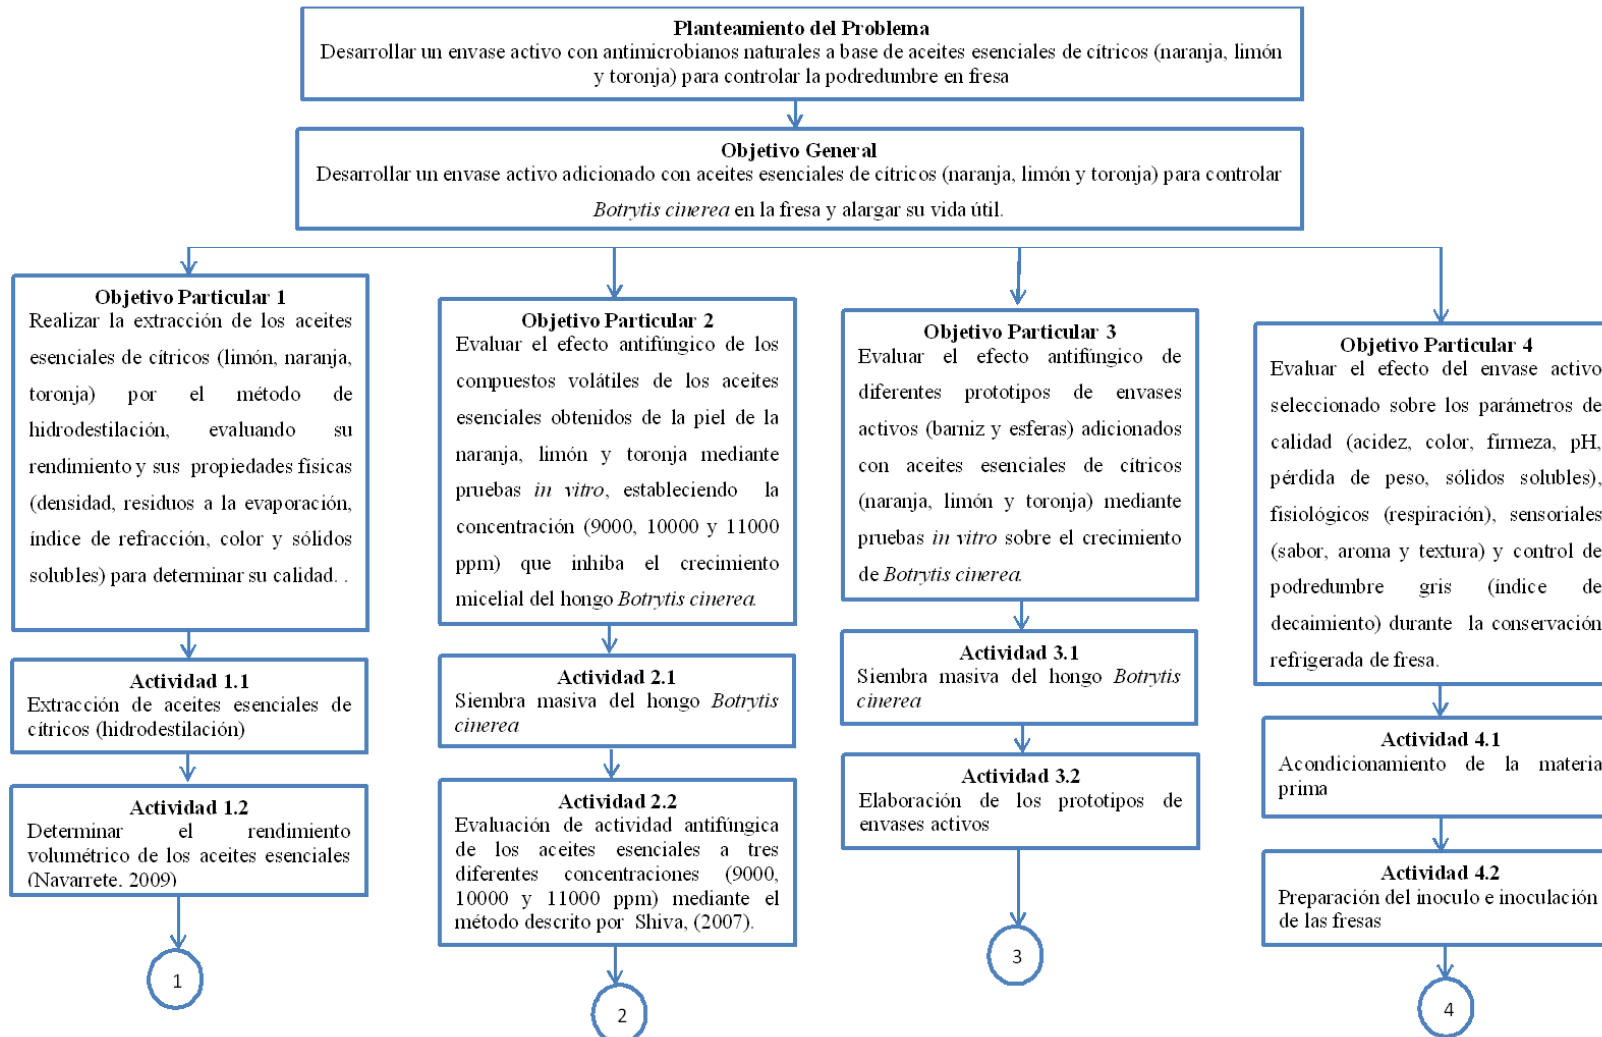 Planteamiento del Problema
Desarrollar un envase activo con antimicrobianos naturales a base de aceites esenciales de cítricos (naranja, limón
y toronja) para controlar la podredumbre en fresa
Objetivo General
Desarrollar un envase activo adicionado con aceites esenciales de cítricos (naranja, limón y toronja) para controlar
Botrytis cinerea en la fresa y alargar su vida útil.
Objetivo Particular 1
Realizar la extracción de los aceites
esenciales de cítricos (limón, naranja,
toronja) por el método de
hidrodestilación, evaluando su
rendimiento y sus propiedades físicas
(densidad, residuos a la evaporación,
índice de refracción, color y sólidos
solubles) para determinar su calidad. .
Actividad 1.1
Extracción de aceites esenciales de
cítricos (hidrodestilación)
Actividad 1.2
Determinar el rendimiento
volumétrico de los aceites esenciales
(Navarrete. 2009)
1
Objetivo Particular 2
Evaluar el efecto antifúngico de los
compuestos volátiles de los aceites
esenciales obtenidos de la piel de la
naranja, limón y toronja mediante
pruebas in vitro, estableciendo la
concentración (9000, 10000 y 11000
ppm) que inhiba el crecimiento
micelial del hongo Botrytis cinerea.
Actividad 2.1
Siembra masiva del hongo Botrytis
cinerea
Actividad 2.2
Evaluación de actividad antifúngica
de los aceites esenciales a tres
diferentes concentraciones (9000,
10000 y 11000 ppm) mediante el
método descrito por Shiva, (2007).
2
Objetivo Particular 3
Evaluar el efecto antifúngico de
diferentes prototipos de envases
activos (barniz y esferas) adicionados
con aceites esenciales de cítricos
(naranja, limón y toronja) mediante
pruebas in vitro sobre el crecimiento
de Botrytis cinerea.
Actividad 3.1
Siembra masiva del hongo Botrytis
cinerea
Actividad 3.2
Elaboración de los prototipos de
envases activos
3
Objetivo Particular 4
Evaluar el efecto del envase activo
seleccionado sobre los parámetros de
calidad (acidez, color, firmeza, pH,
pérdida de peso, sólidos solubles),
fisiológicos (respiración), sensoriales
(sabor, aroma y textura) y control de
podredumbre gris (índice de
decaimiento) durante la conservación
refrigerada de fresa.
Actividad 4.1
Acondicionamiento de la materia
prima
Actividad 4.2
Preparación del inoculo e inoculación
de las fresas
4